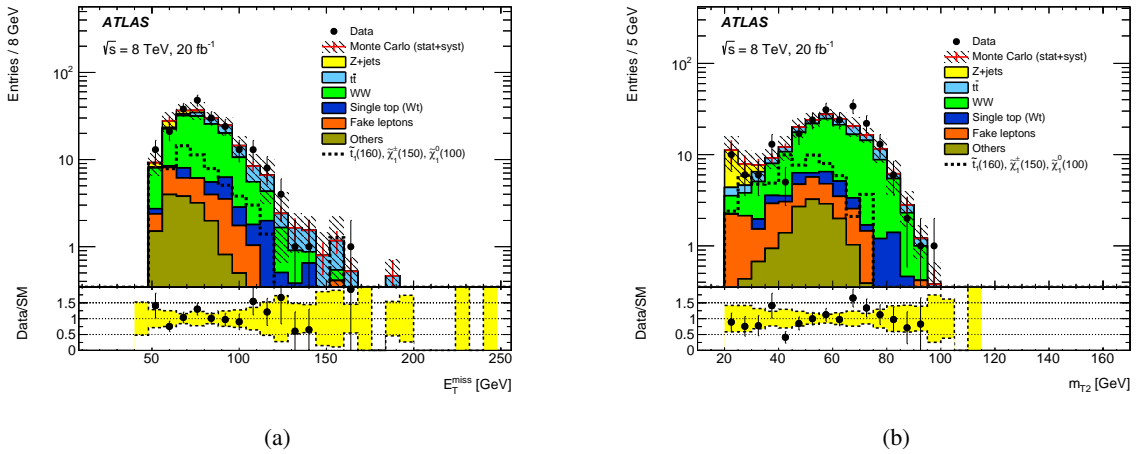 ATLAS
√s = 8 TeV, 20 fb⁻¹
Data
Monte Carlo (stat+syst)
Z+jets
tt̄
WW
Single top (Wt)
Fake leptons
Others
t̃₁(160), χ̃₁±(150), χ̃₁⁰(100)
Entries / 8 GeV
10²
10
1
Data/SM
1.5
1
0.5
0
50 100 150 200 250
E_T^miss [GeV]
(a)
ATLAS
√s = 8 TeV, 20 fb⁻¹
Data
Monte Carlo (stat+syst)
Z+jets
tt̄
WW
Single top (Wt)
Fake leptons
Others
t̃₁(160), χ̃₁±(150), χ̃₁⁰(100)
Entries / 5 GeV
10²
10
1
Data/SM
1.5
1
0.5
0
20 40 60 80 100 120 140 160
m_T2 [GeV]
(b)